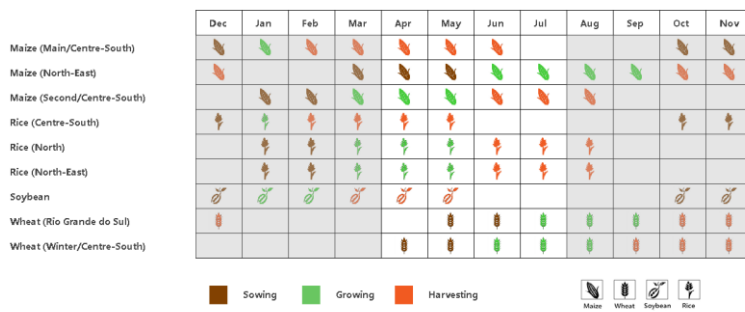 Dec Jan Feb Mar Apr May Jun Jul Aug Sep Oct Nov
Maize (Main/Centre-South)
Maize (North-East)
Maize (Second/Centre-South)
Rice (Centre-South)
Rice (North)
Rice (North-East)
Soybean
Wheat (Rio Grande do Sul)
Wheat (Winter/Centre-South)
Sowing Growing Harvesting
Maize Wheat Soybean Rice